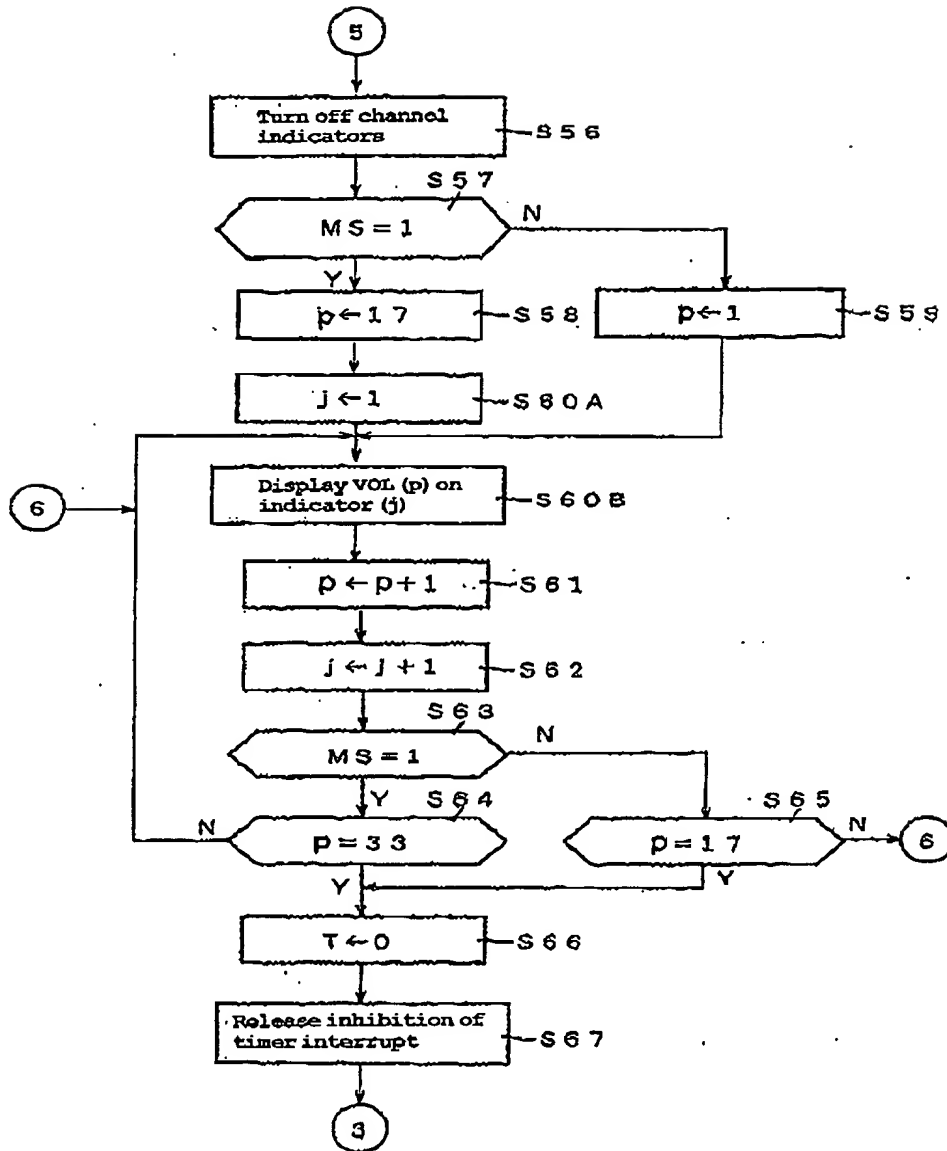 5
Turn off channel
indicators
S56
S57
MS=1
N
Y
p←17
S58
p←1
S59
j←1
S60A
6
Display VOL (p) on
indicator (j)
S60B
p←p+1
S61
j←j+1
S62
S63
MS=1
N
Y
S64
N
p=33
S65
p=17
N
6
Y
Y
T←0
S66
Release inhibition of
timer interrupt
S67
3